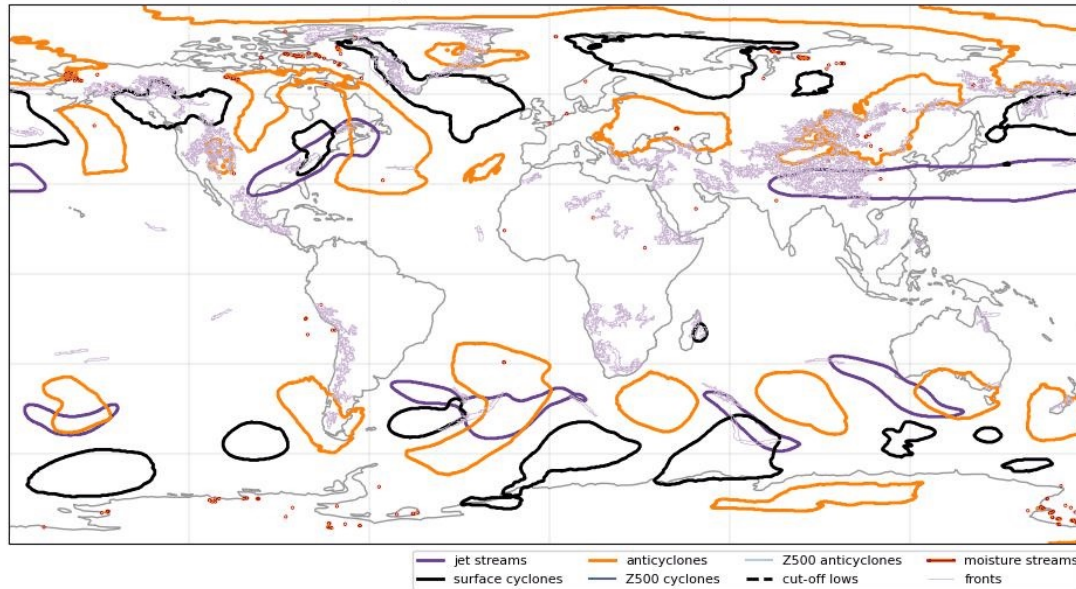 jet streams anticyclones Z500 anticyclones moisture streams
surface cyclones Z500 cyclones cut-off lows fronts